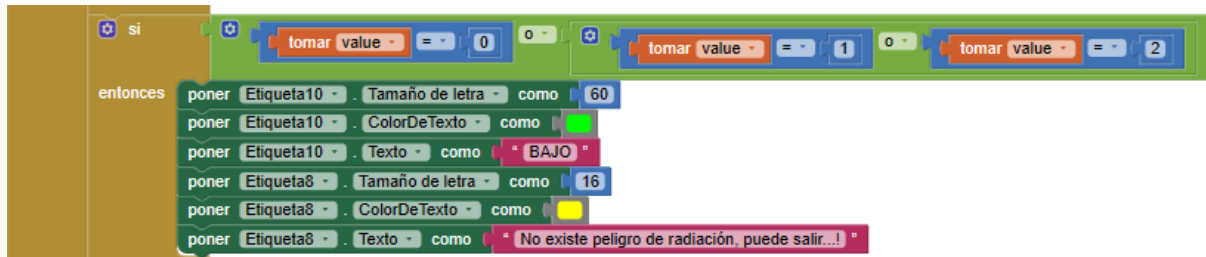 si tomar value = 0 o tomar value = 1 o tomar value = 2
entonces poner Etiqueta10 . Tamaño de letra como 60
poner Etiqueta10 . ColorDeTexto como
poner Etiqueta10 . Texto como " BAJO "
poner Etiqueta8 . Tamaño de letra como 16
poner Etiqueta8 . ColorDeTexto como
poner Etiqueta8 . Texto como " No existe peligro de radiación, puede salir...! "